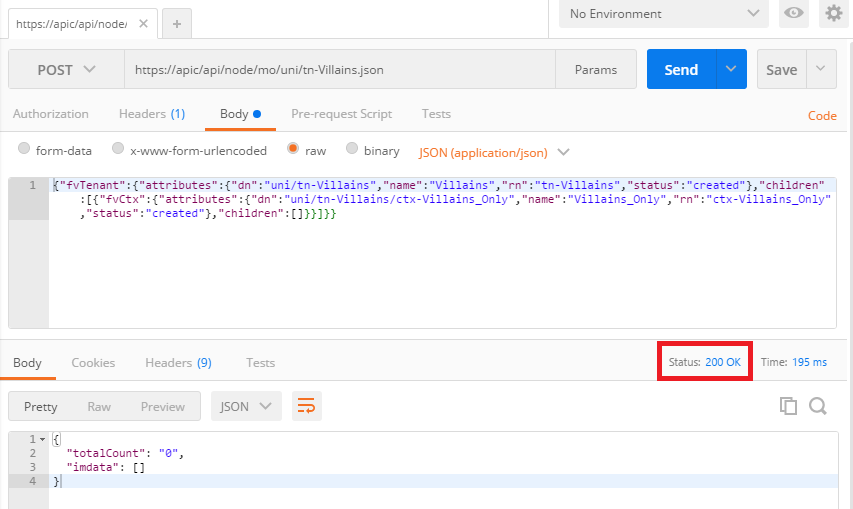 https://apic/api/node/
No Environment
POST
https://apic/api/node/mo/uni/tn-Villains.json
Params
Send
Save
Authorization
Headers (1)
Body
Pre-request Script
Tests
Code
form-data
x-www-form-urlencoded
raw
binary
JSON (application/json)
1 {"fvTenant":{"attributes":{"dn":"uni/tn-Villains","name":"Villains","rn":"tn-Villains","status":"created"},"children"
:[{"fvCtx":{"attributes":{"dn":"uni/tn-Villains/ctx-Villains_Only","name":"Villains_Only","rn":"ctx-Villains_Only"
,"status":"created"},"children":[]}}]}}
Body
Cookies
Headers (9)
Tests
Status: 200 OK
Time: 195 ms
Pretty
Raw
Preview
JSON
1 {
2 "totalCount": "0",
3 "imdata": []
4 }